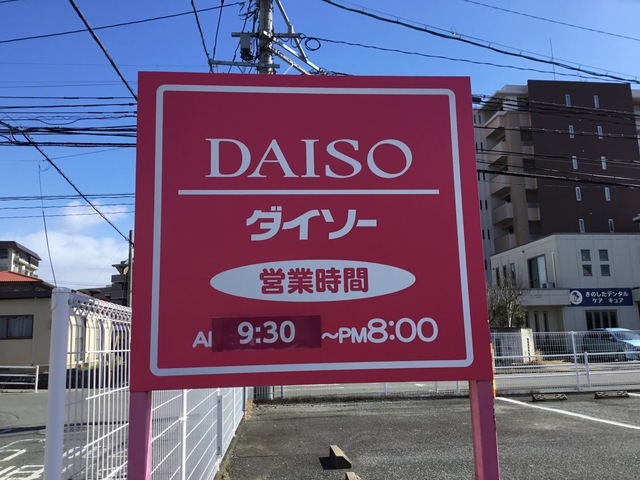 DAISO
ダイソー
営業時間
9:30 ～PM8:00
きのしたデンタル
ケア キュア